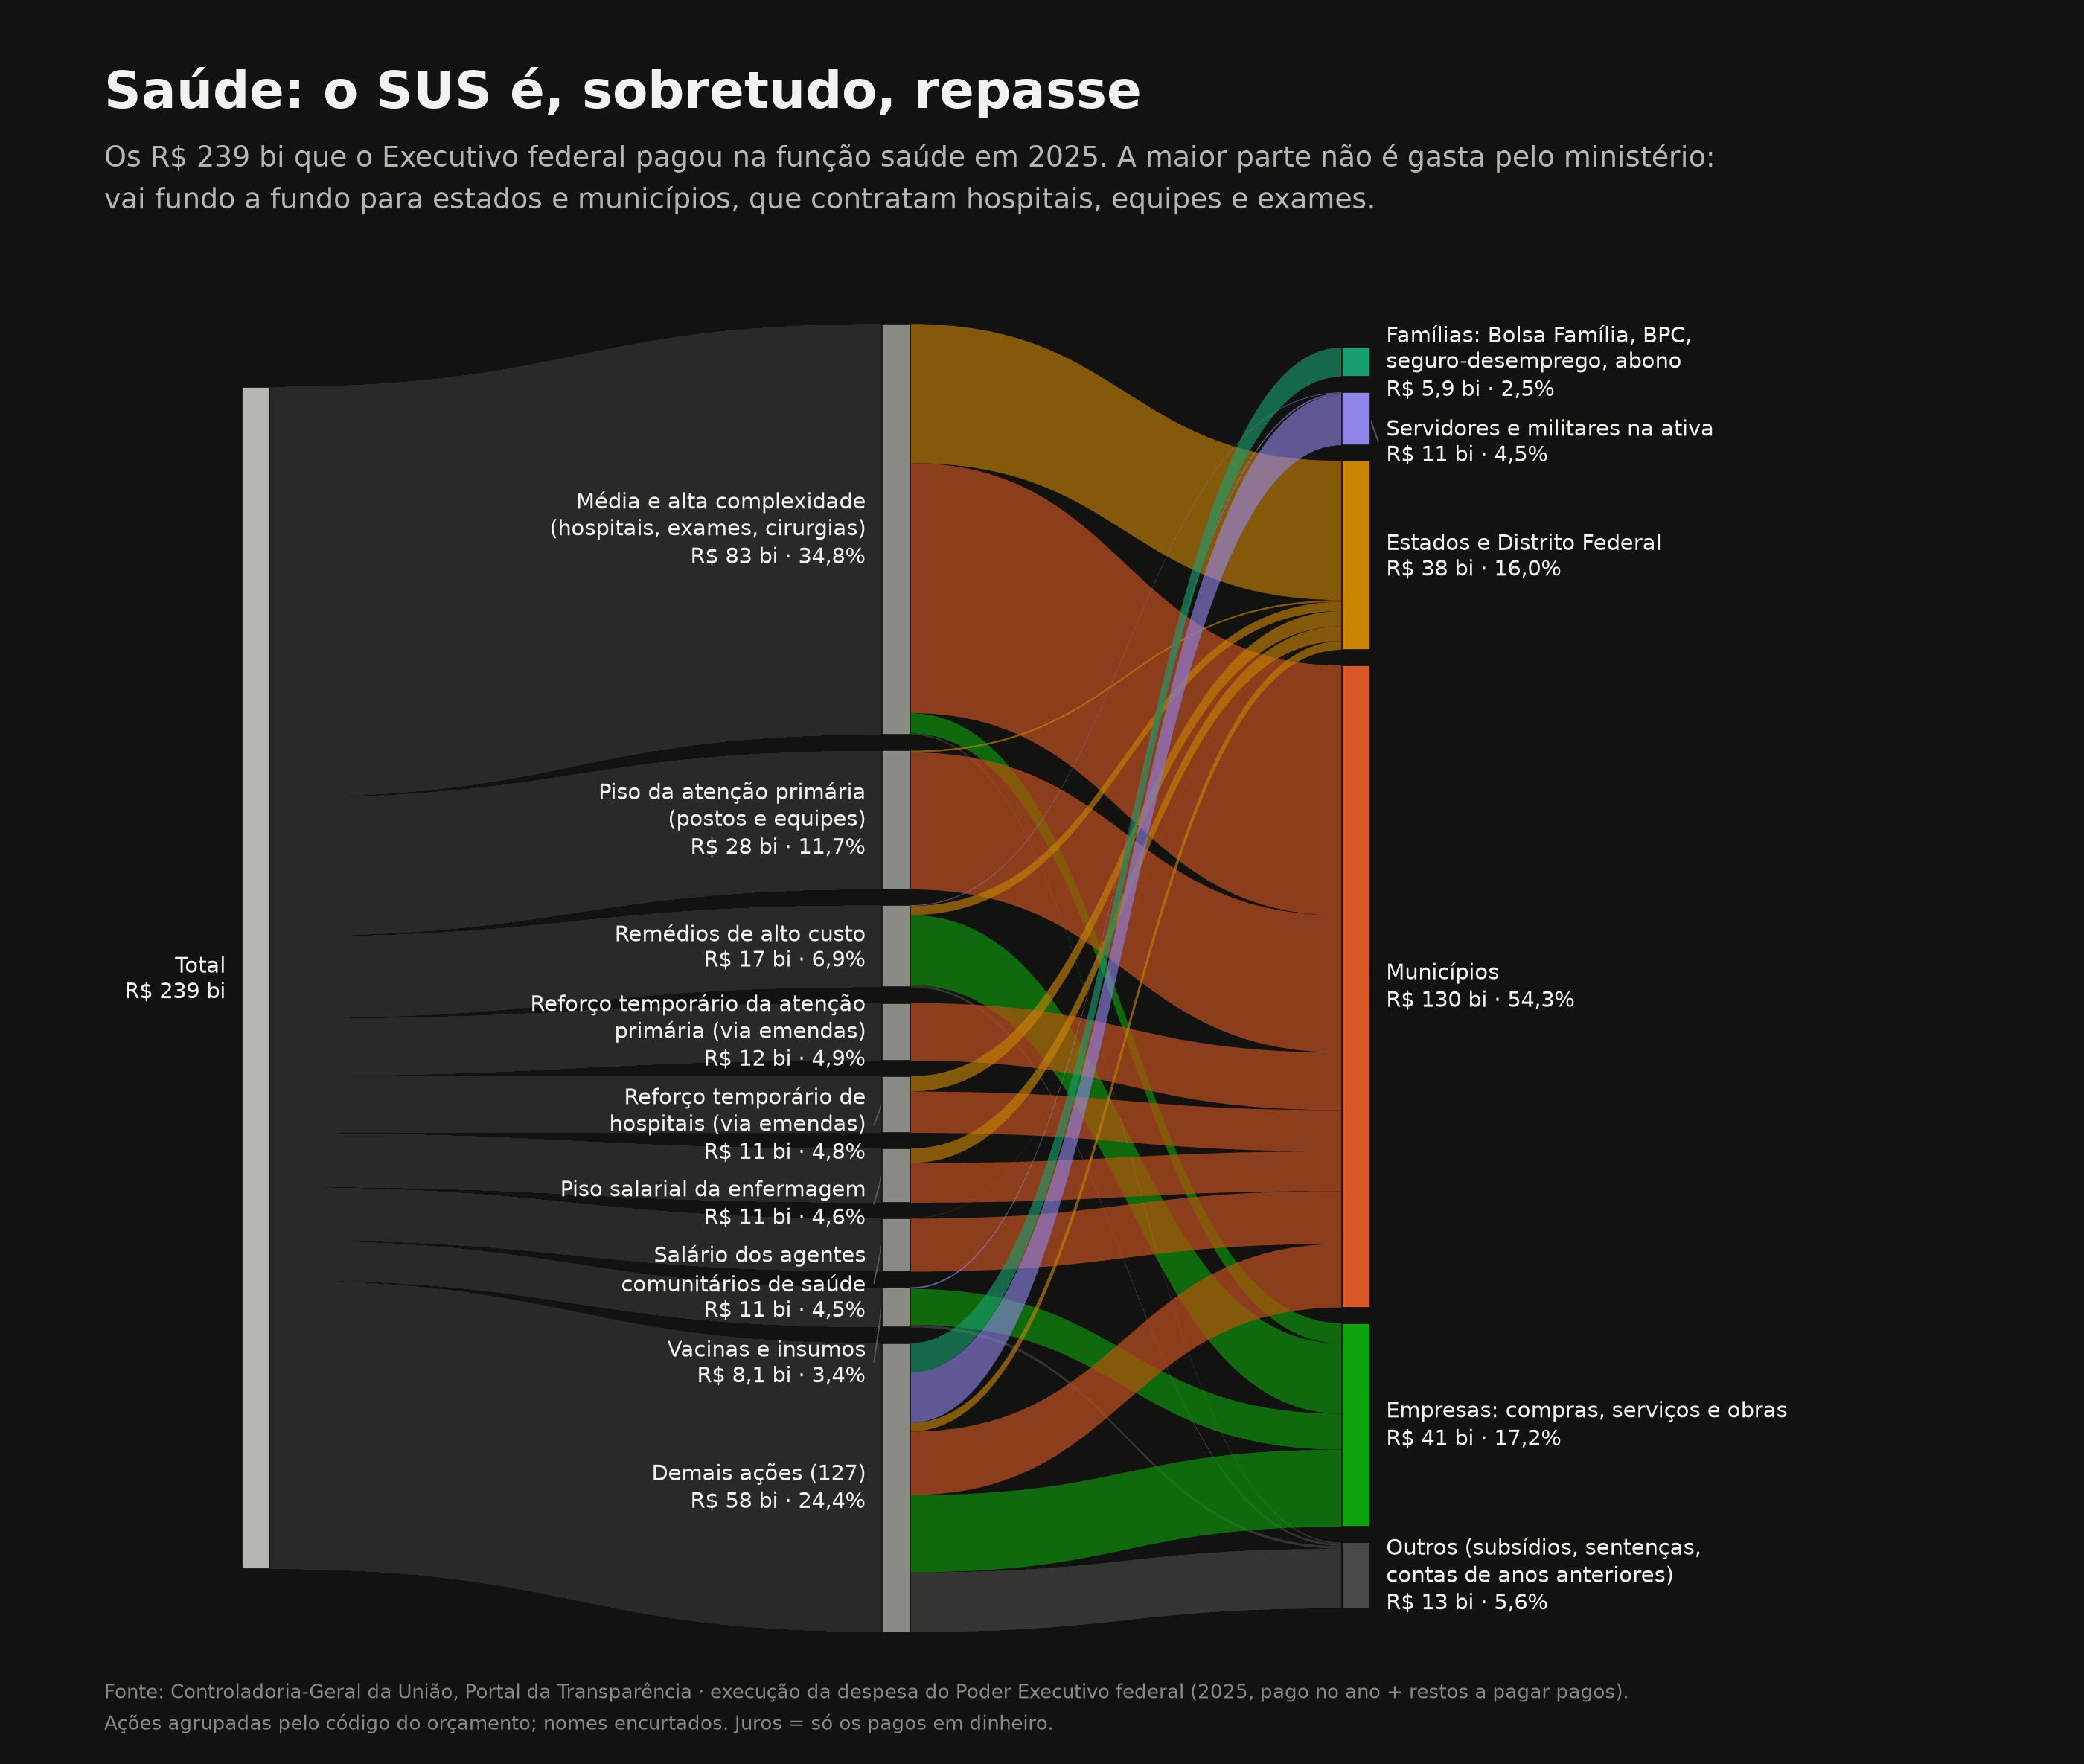 Saúde: o SUS é, sobretudo, repasse
Os R$ 239 bi que o Executivo federal pagou na função saúde em 2025. A maior parte não é gasta pelo ministério:
vai fundo a fundo para estados e municípios, que contratam hospitais, equipes e exames.
Total
R$ 239 bi
Média e alta complexidade
(hospitais, exames, cirurgias)
R$ 83 bi · 34,8%
Piso da atenção primária
(postos e equipes)
R$ 28 bi · 11,7%
Remédios de alto custo
R$ 17 bi · 6,9%
Reforço temporário da atenção
primária (via emendas)
R$ 12 bi · 4,9%
Reforço temporário de
hospitais (via emendas)
R$ 11 bi · 4,8%
Piso salarial da enfermagem
R$ 11 bi · 4,6%
Salário dos agentes
comunitários de saúde
R$ 11 bi · 4,5%
Vacinas e insumos
R$ 8,1 bi · 3,4%
Demais ações (127)
R$ 58 bi · 24,4%
Famílias: Bolsa Família, BPC,
seguro-desemprego, abono
R$ 5,9 bi · 2,5%
Servidores e militares na ativa
R$ 11 bi · 4,5%
Estados e Distrito Federal
R$ 38 bi · 16,0%
Municípios
R$ 130 bi · 54,3%
Empresas: compras, serviços e obras
R$ 41 bi · 17,2%
Outros (subsídios, sentenças,
contas de anos anteriores)
R$ 13 bi · 5,6%
Fonte: Controladoria-Geral da União, Portal da Transparência · execução da despesa do Poder Executivo federal (2025, pago no ano + restos a pagar pagos).
Ações agrupadas pelo código do orçamento; nomes encurtados. Juros = só os pagos em dinheiro.